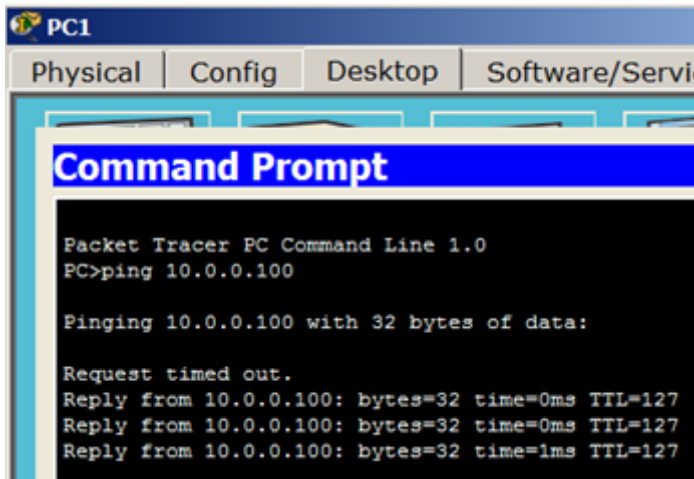 PC1
Physical Config Desktop Software/Servi
Command Prompt
Packet Tracer PC Command Line 1.0
PC>ping 10.0.0.100
Pinging 10.0.0.100 with 32 bytes of data:
Request timed out.
Reply from 10.0.0.100: bytes=32 time=0ms TTL=127
Reply from 10.0.0.100: bytes=32 time=0ms TTL=127
Reply from 10.0.0.100: bytes=32 time=1ms TTL=127